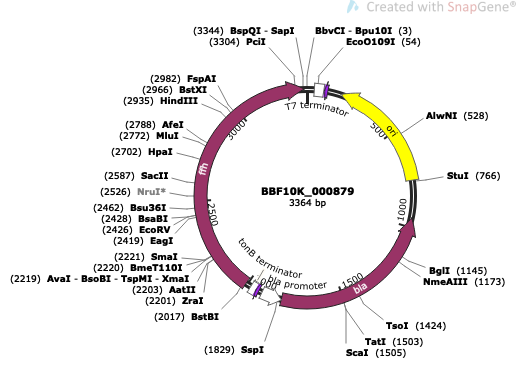 Created with SnapGene®
(3344) BspQI - SapI
BbvCI - Bpu10I (3)
(3304) PciI
EcoO109I (54)
(2982) FspAI
(2966) BstXI
(2935) HindIII
T7 terminator
AlwNI (528)
ori
500
3000
(2788) AfeI
(2772) MluI
(2702) HpaI
ffh
(2587) SacII
StuI (766)
(2526) NruI*
BBF10K_000879
3364 bp
(2462) Bsu36I
(2428) BsaBI
(2426) EcoRV
(2419) EagI
2500
1000
(2221) SmaI
(2220) BmeT110I
(2219) AvaI - BsoBI - TspMI - XmaI
(2203) AatII
(2201) ZraI
(2017) BstBI
tonB terminator
bla promoter
1500
bla
BglI (1145)
NmeAIII (1173)
TsoI (1424)
TatI (1503)
ScaI (1505)
(1829) SspI